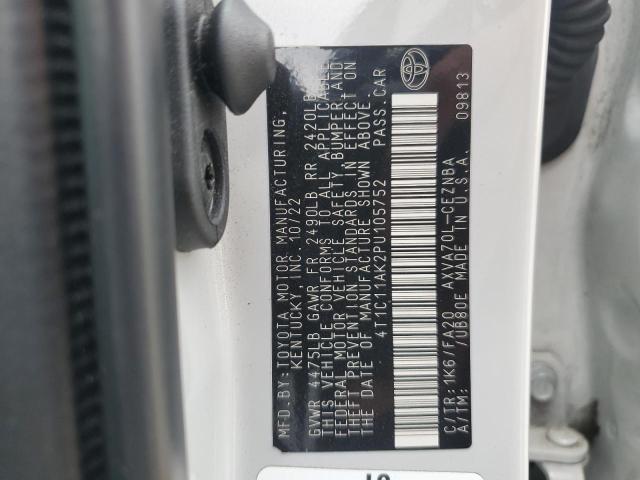 MFD.BY:TOYOTA MOTOR MANUFACTURING,
KENTUCKY, INC. 10/22
GVWR 4475LB GAWR FR 2490LB RR 2420LB
THIS VEHICLE CONFORMS TO ALL APPLICABLE
FEDERAL MOTOR VEHICLE SAFETY, BUMPER AND
THEFT PREVENTION STANDARDS IN EFFECT ON
THE DATE OF MANUFACTURE SHOWN ABOVE.
4T1C11AK2PU105752 PASS.CAR
C/TR: 1K6/FA20 AXVA70L-CEZNBA
A/TM: /UB80E MADE IN U.S.A. 09813